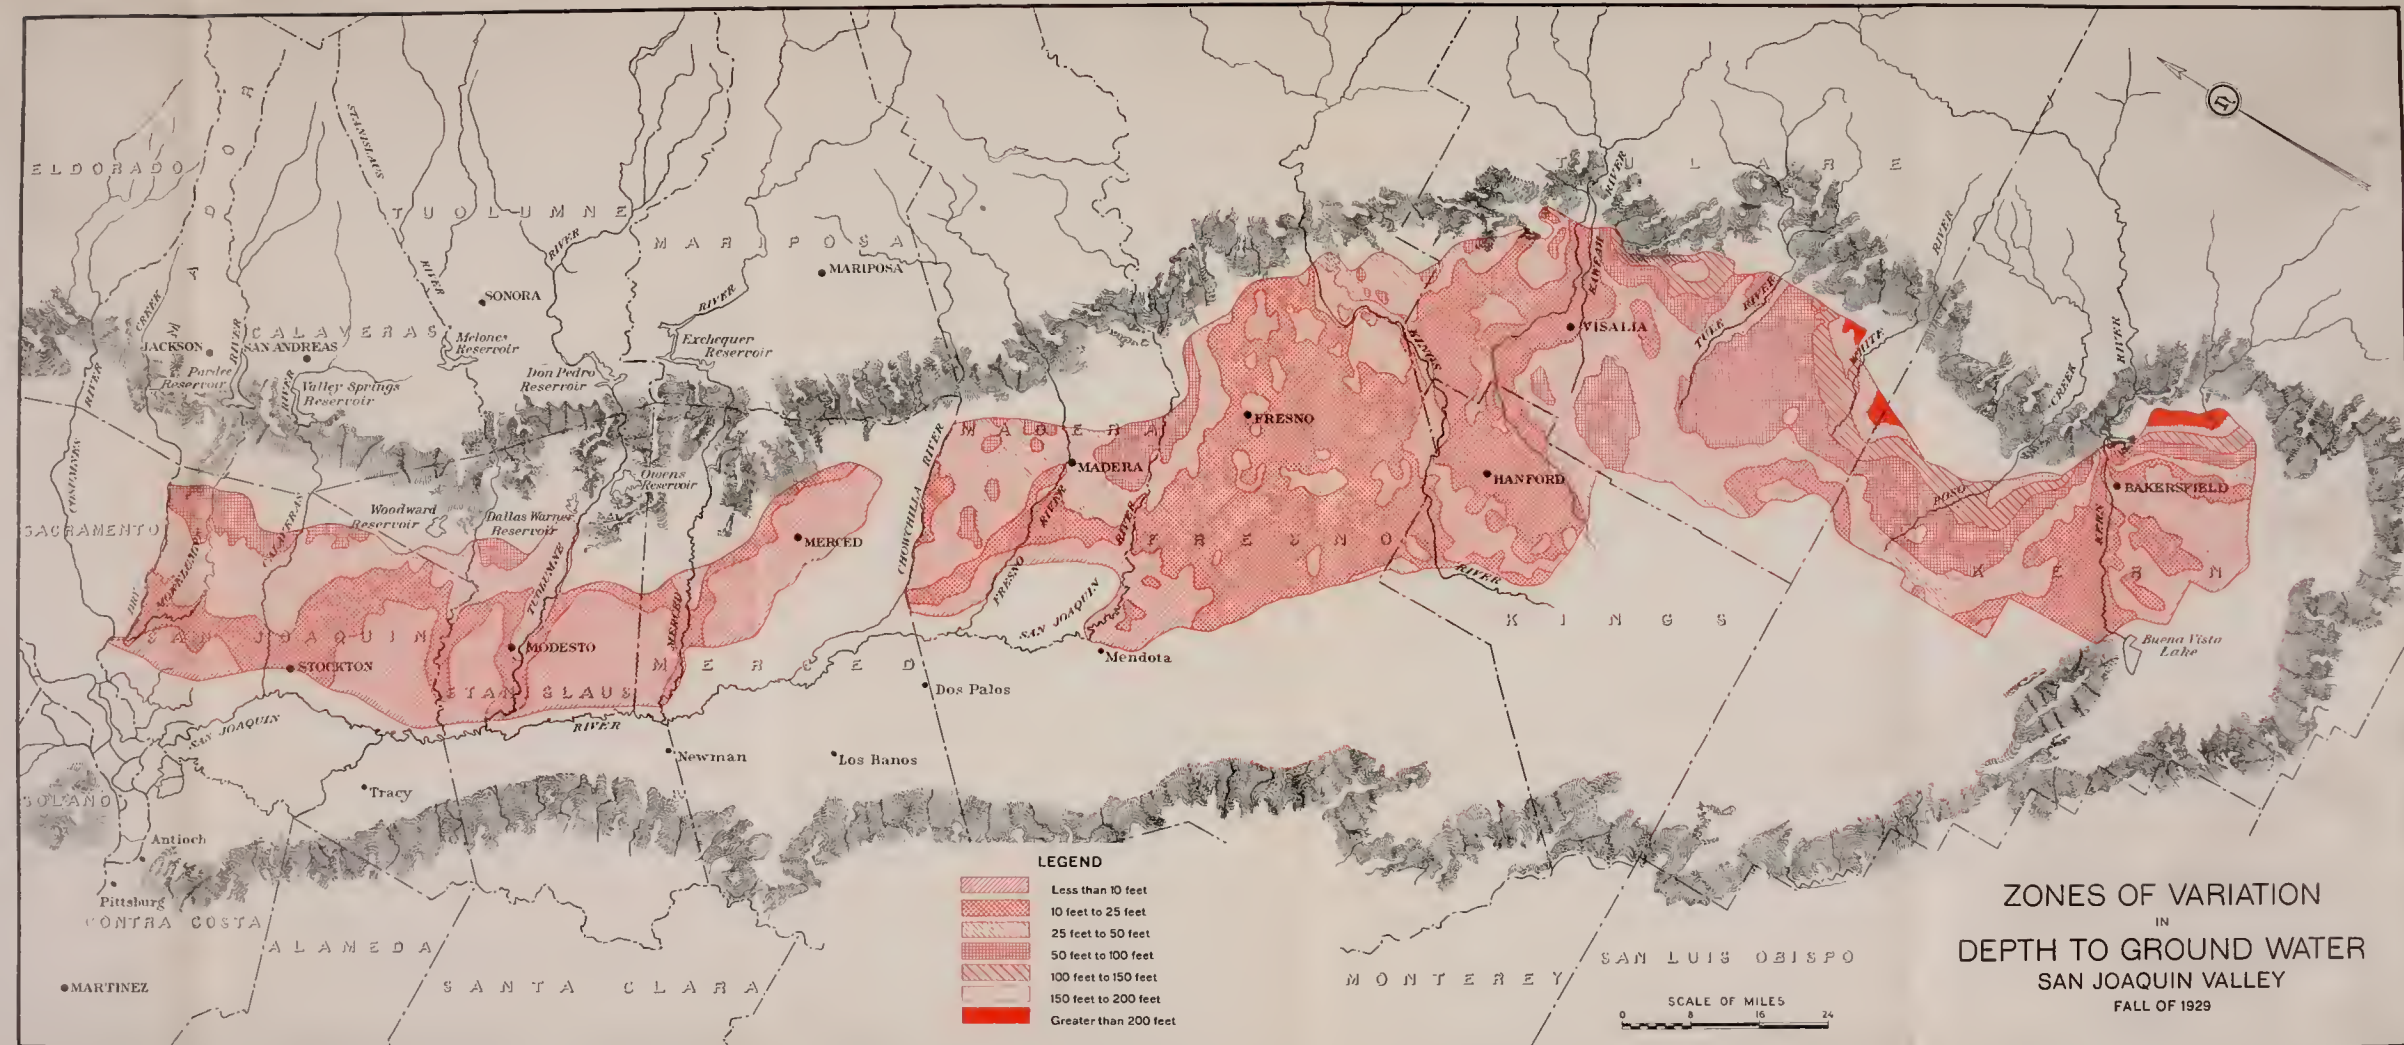 ELDORADO
AMADOR
STANISLAUS
RIVER
TUOLUMNE
RIVER
MARIPOSA
MARIPOSA
TULARE
RIVER
RIVER
KAWEAH
SONORA
RIVER
CREEK
JACKSON
CALAVERAS
SAN ANDREAS
RIVER
Melones
Reservoir
Exchequer
Reservoir
Pardee
Reservoir
RIVER
Valley Springs
Reservoir
Don Pedro
Reservoir
RIVER
COSUMNES
KINGS
VISALIA
TULE RIVER
WHITE
RIVER
CREEK
POSO
FRESNO
MADERA
MADERA
RIVER
CHOWCHILLA
RIVER
FRESNO
RIVER
SAN JOAQUIN
HANFORD
BAKERSFIELD
KERN
KERN
SACRAMENTO
Woodward
Reservoir
Dallas Warner
Reservoir
Owens
Reservoir
MERCED
CALAVERAS
MOKELUMNE
DRY
TUOLUMNE
MERCED
FRESNO
RIVER
KINGS
SAN JOAQUIN
STOCKTON
MODESTO
STANISLAUS
MERCED
Mendota
Dos Palos
Buena Vista
Lake
SAN JOAQUIN
RIVER
Newman
Los Banos
Tracy
SOLANO
Antioch
Pittsburg
CONTRA COSTA
ALAMEDA
MARTINEZ
SANTA CLARA
MONTEREY
SAN LUIS OBISPO
LEGEND
Less than 10 feet
10 feet to 25 feet
25 feet to 50 feet
50 feet to 100 feet
100 feet to 150 feet
150 feet to 200 feet
Greater than 200 feet
SCALE OF MILES
0 8 16 24
ZONES OF VARIATION
IN
DEPTH TO GROUND WATER
SAN JOAQUIN VALLEY
FALL OF 1929